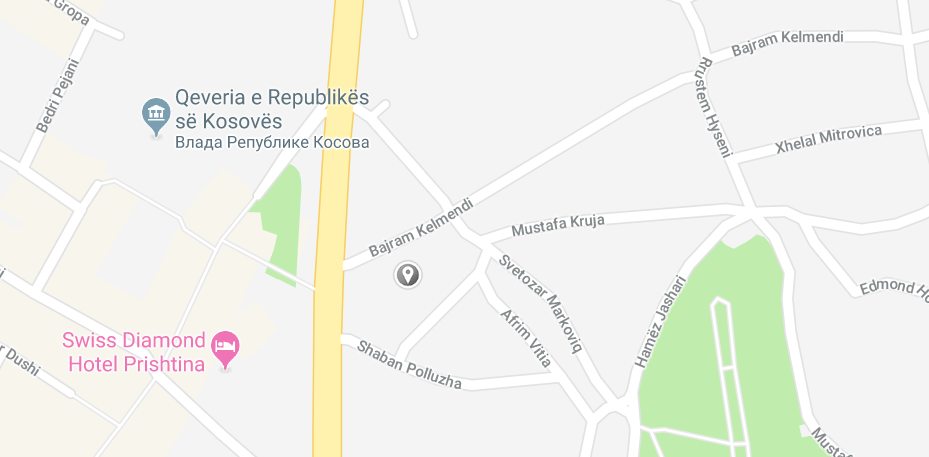 Gropa
Bedri Pejani
Qeveria e Republikës
së Kosovës
Влада Републике Косова
Bajram Kelmendi
Rrustem Hyseni
Xhelal Mitrovica
Bajram Kelmendi
Mustafa Kruja
Svetozar Markoviq
Afrim Vitia
Hamëz Jashari
Edmond
Swiss Diamond
Hotel Prishtina
Dushi
Shaban Polluzha